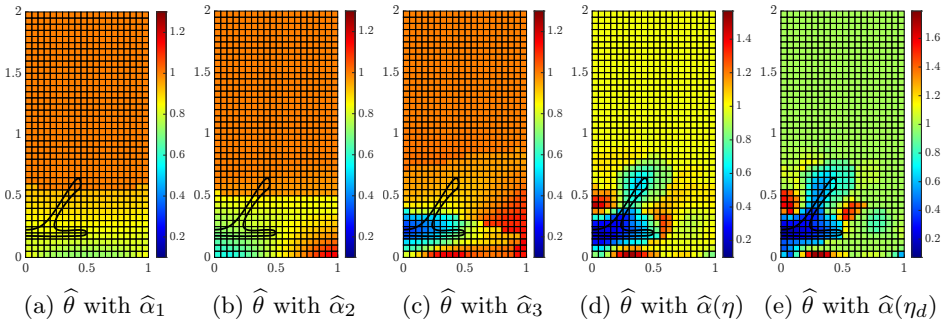 2 1.5 1 0.5 0 0 0.5 1 1.2 1 0.8 0.6 0.4 0.2
2 1.5 1 0.5 0 0 0.5 1 1.2 1 0.8 0.6 0.4 0.2
2 1.5 1 0.5 0 0 0.5 1 1.2 1 0.8 0.6 0.4 0.2
2 1.5 1 0.5 0 0 0.5 1 1.4 1.2 1 0.8 0.6 0.4 0.2
2 1.5 1 0.5 0 0 0.5 1 1.6 1.4 1.2 1 0.8 0.6 0.4
(a) θ̂ with α̂₁
(b) θ̂ with α̂₂
(c) θ̂ with α̂₃
(d) θ̂ with α̂(η)
(e) θ̂ with α̂(η_d)